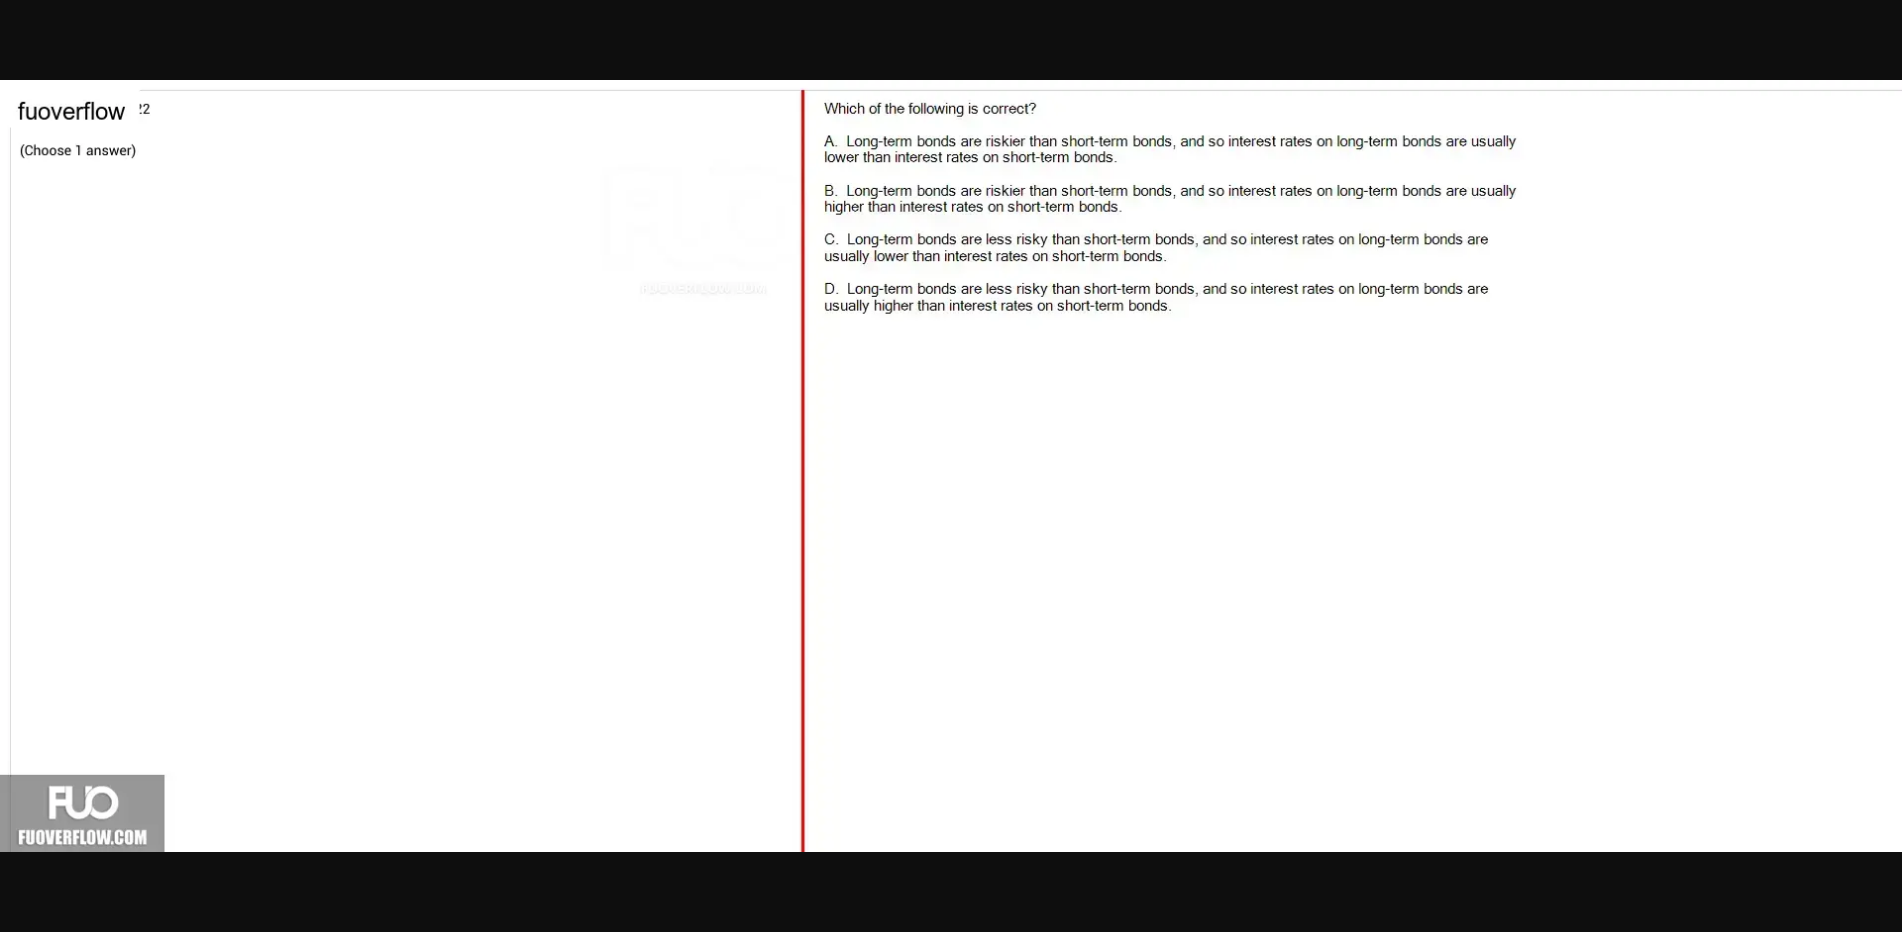 fuoverflow 22
(Choose 1 answer)
Which of the following is correct?
A. Long-term bonds are riskier than short-term bonds, and so interest rates on long-term bonds are usually
lower than interest rates on short-term bonds.
B. Long-term bonds are riskier than short-term bonds, and so interest rates on long-term bonds are usually
higher than interest rates on short-term bonds.
C. Long-term bonds are less risky than short-term bonds, and so interest rates on long-term bonds are
usually lower than interest rates on short-term bonds.
D. Long-term bonds are less risky than short-term bonds, and so interest rates on long-term bonds are
usually higher than interest rates on short-term bonds.
FUO
FUOVERFLOW.COM
FUO
FUOVERFLOW.COM